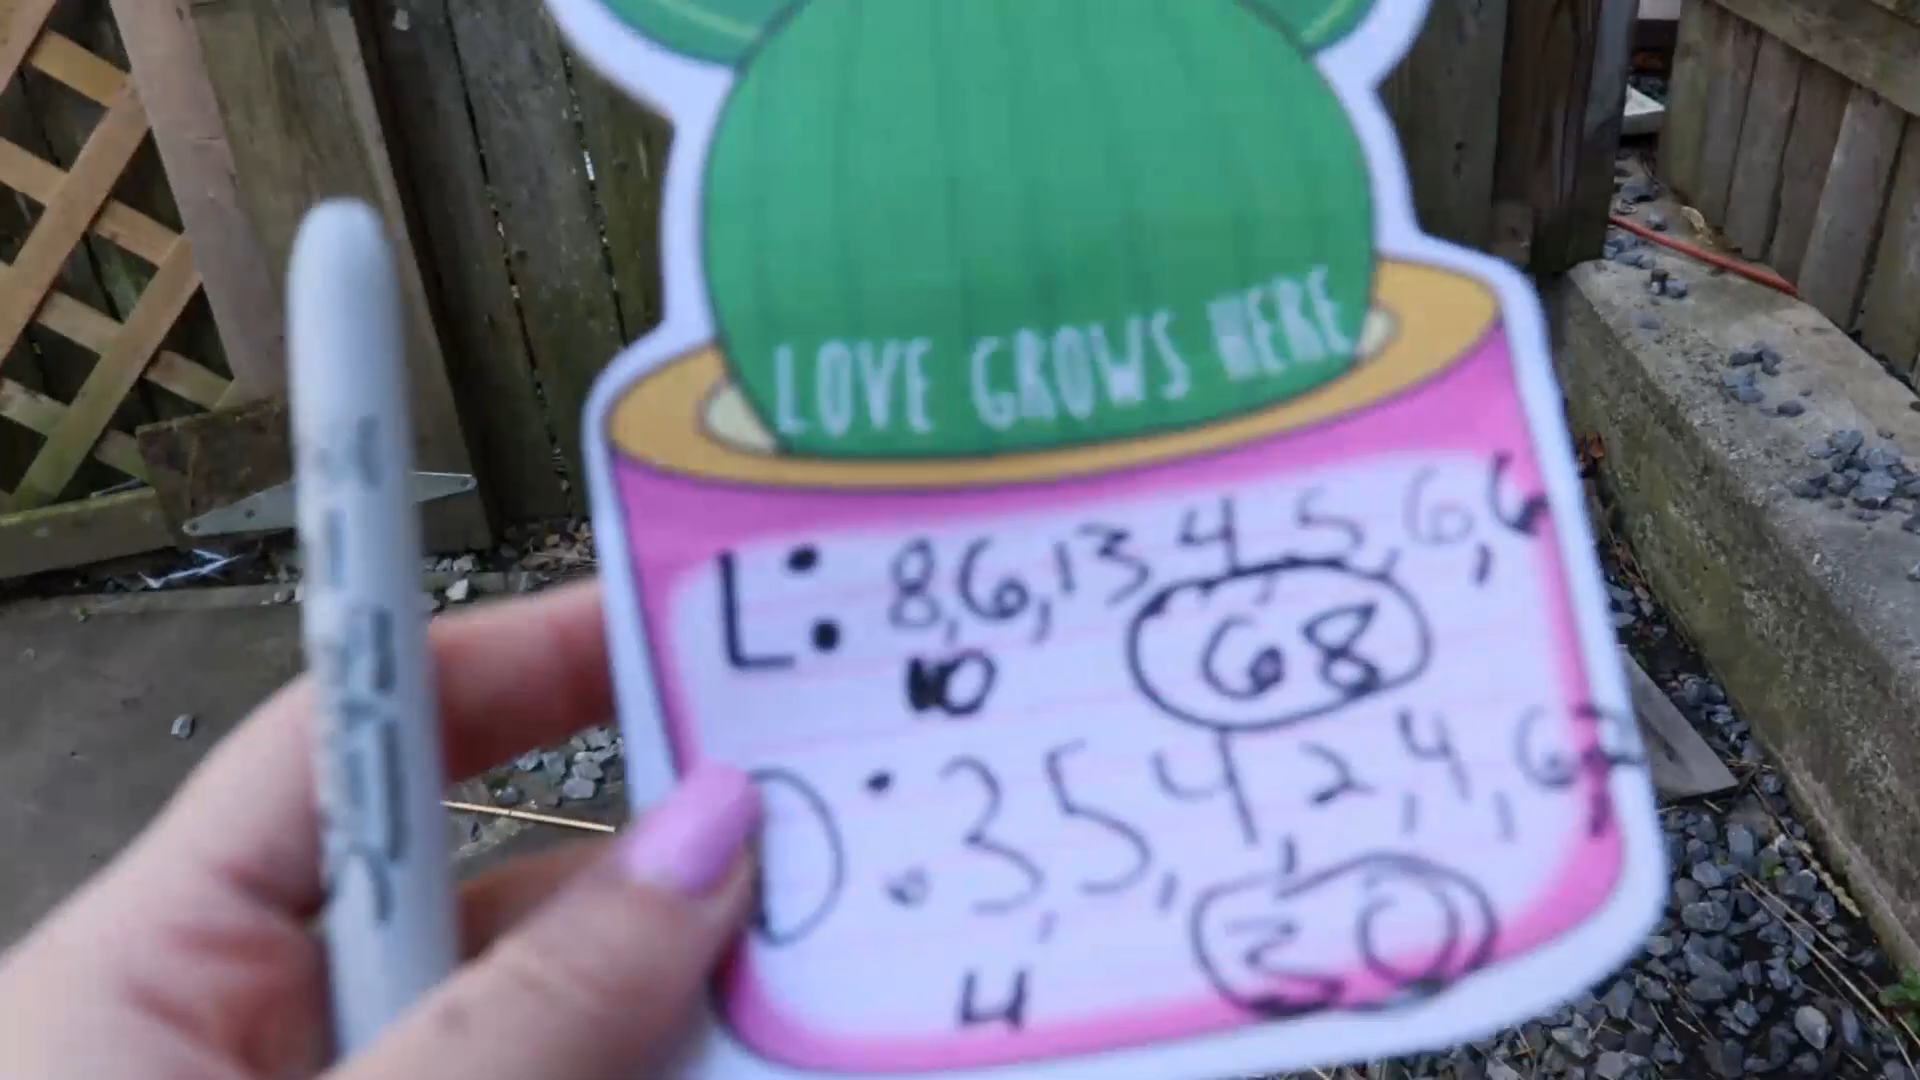 LOVE GROWS HERE
L: 8,6,13 4, 5, 6, 6
10
68
D: 3, 5, 4, 2, 4, 6, 2
4
30